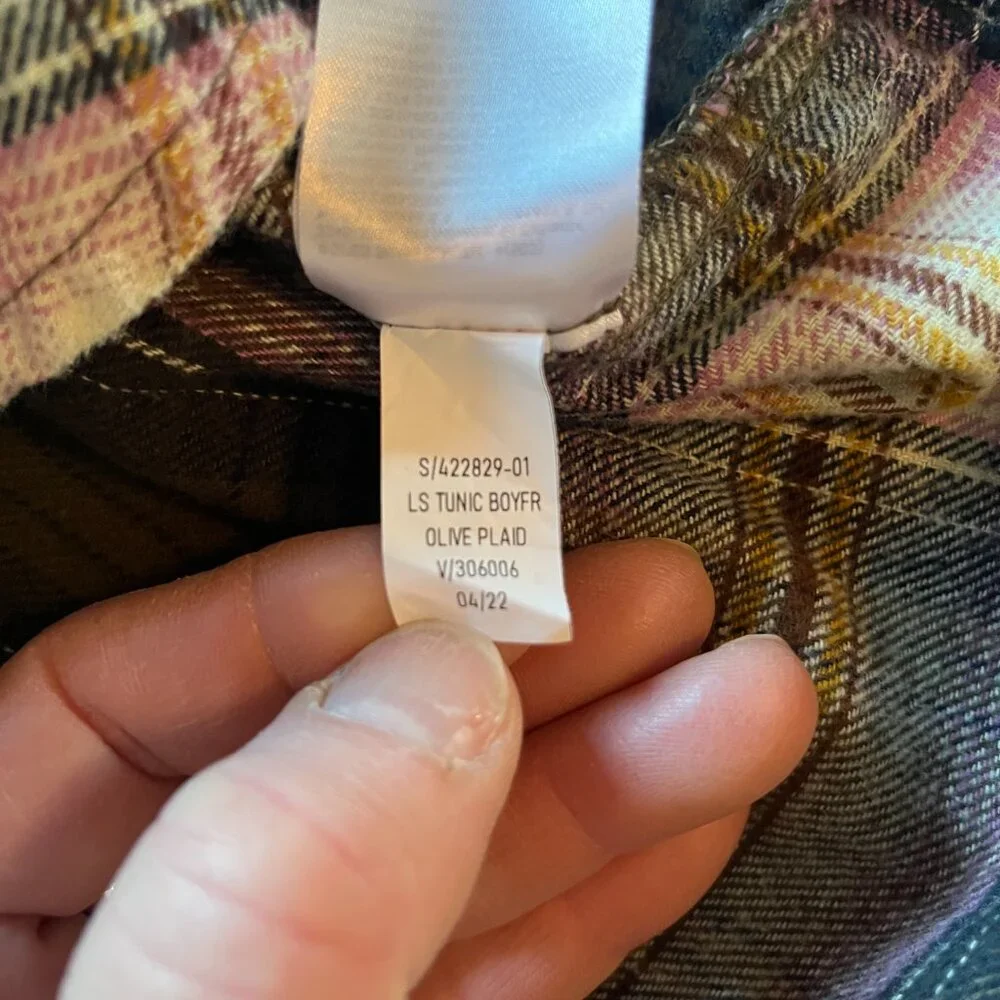 S/422829-01
LS TUNIC BOYFR
OLIVE PLAID
V/306006
04/22